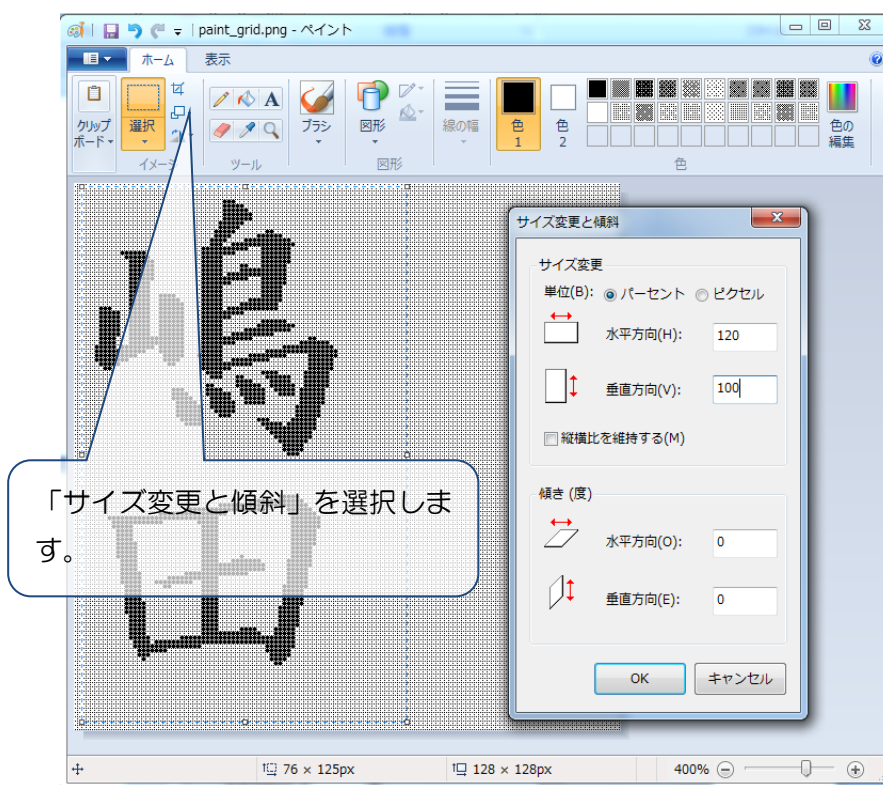 paint_grid.png - ペイント
ホーム 表示
クリップボード
選択
イメージ
A
ツール
ブラシ
図形
図形
線の幅
色
1
色
2
色の
編集
色
嶋
田
「サイズ変更と傾斜」を選択しま
す。
サイズ変更と傾斜
サイズ変更
単位(B): パーセント ピクセル
水平方向(H): 120
垂直方向(V): 100
縦横比を維持する(M)
傾き (度)
水平方向(O): 0
垂直方向(E): 0
OK キャンセル
76 × 125px 128 × 128px 400%